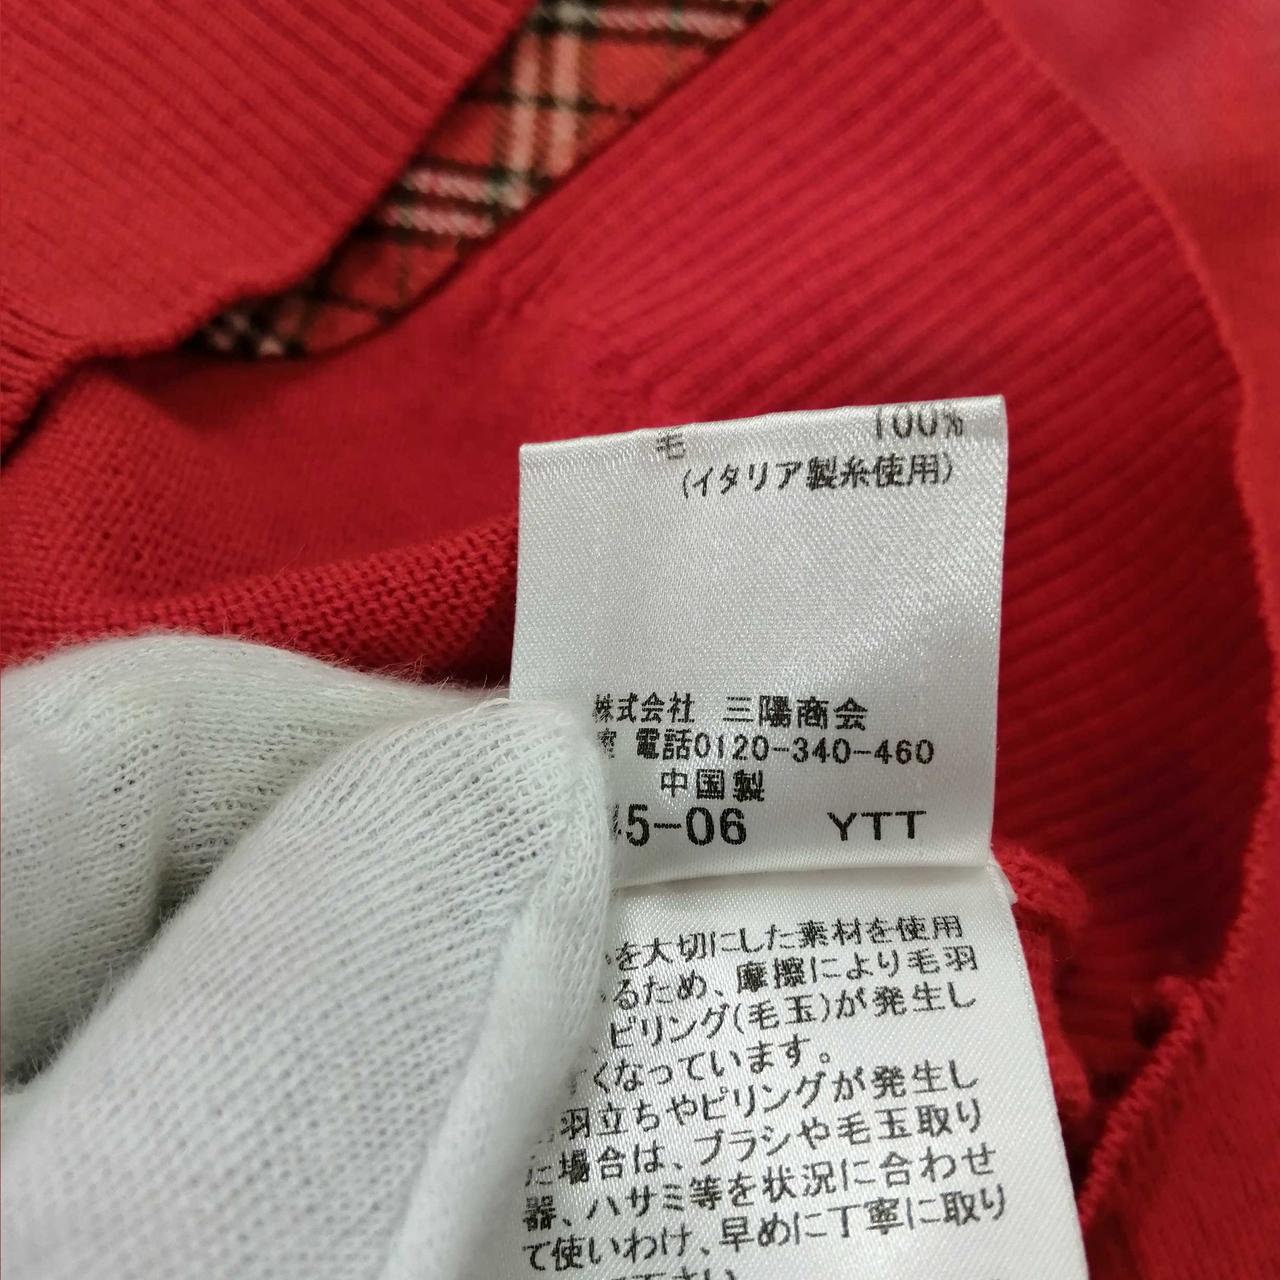 毛 100%
(イタリア製糸使用)
株式会社 三陽商会
室 電話0120-340-460
中国製
45-06 YTT
を大切にした素材を使用
るため、摩擦により毛羽
、ピリング(毛玉)が発生し
くなっています。
羽立ちやピリングが発生し
た場合は、ブラシや毛玉取り
器、ハサミ等を状況に合わせ
て使いわけ、早めに丁寧に取り